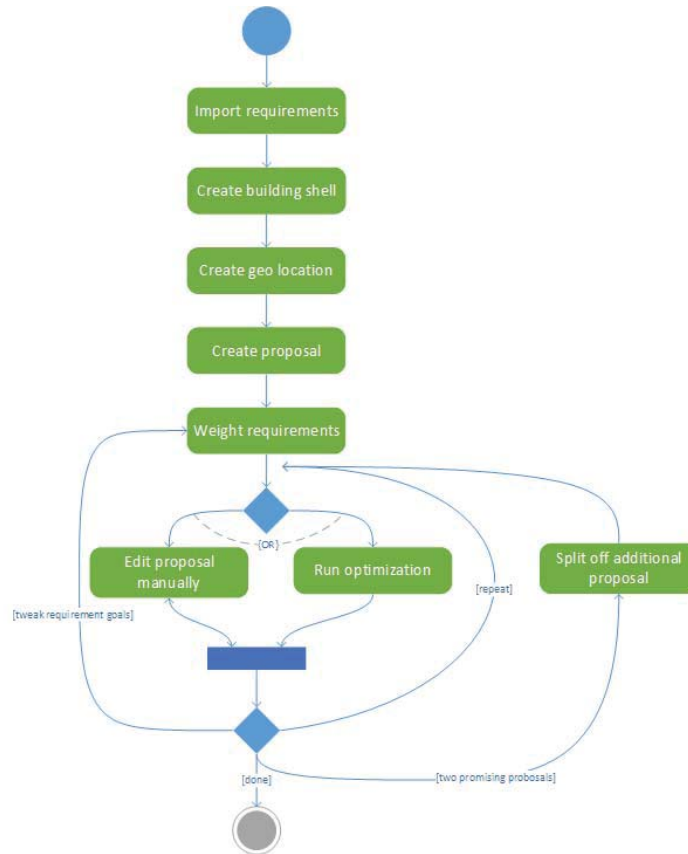 Import requirements
Create building shell
Create geo location
Create proposal
Weight requirements
{OR}
Edit proposal
manually
Run optimization
Split off additional
proposal
[repeat]
[tweak requirement goals]
[done]
[two promising probosals]